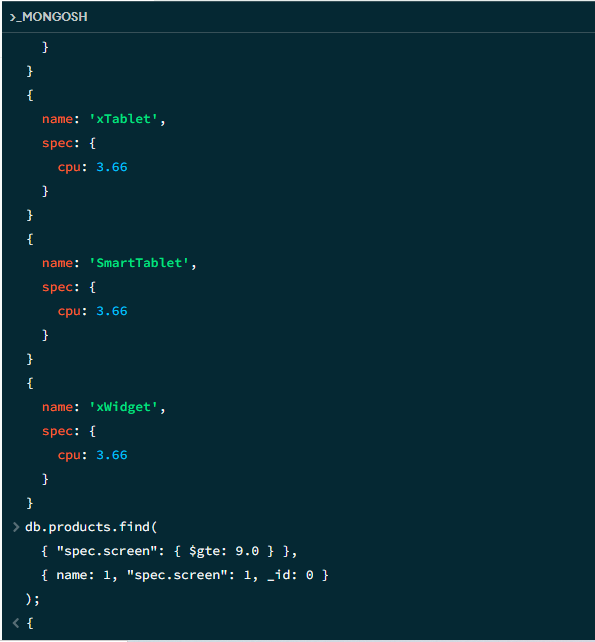 >_MONGOSH
}
}
{
name: 'xTablet',
spec: {
cpu: 3.66
}
}
{
name: 'SmartTablet',
spec: {
cpu: 3.66
}
}
{
name: 'xWidget',
spec: {
cpu: 3.66
}
}
> db.products.find(
{ "spec.screen": { $gte: 9.0 } },
{ name: 1, "spec.screen": 1, _id: 0 }
);
< {